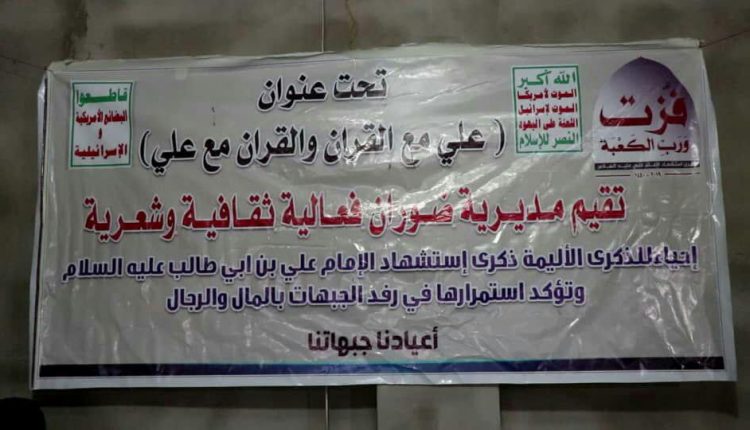 فزت
ورب الكعبة
الله أكبر
الموت لأمريكا
الموت لإسرائيل
اللعنة على اليهود
النصر للإسلام
قاطعوا
البضائع الأمريكية
و
الإسرائيلية
تحت عنوان
( علي مع القران والقران مع علي)
تقيم مديرية ضوران فعالية ثقافية وشعرية
إحياء للذكرى الأليمة ذكرى إستشهاد الإمام علي بن ابي طالب عليه السلام
وتؤكد استمرارها في رفد الجبهات بالمال والرجال
أعيادنا جبهاتنا